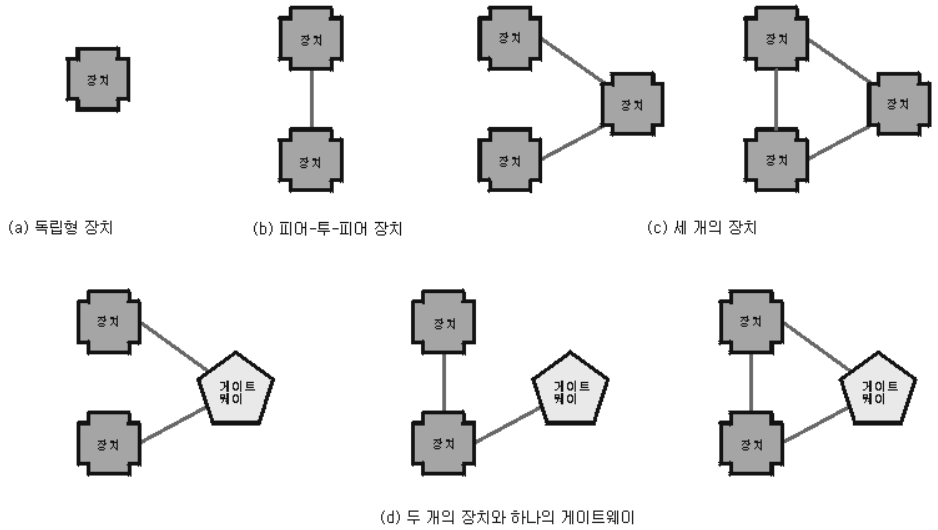 장치
장치
장치
장치
장치
장치
장치
장치
장치
(a) 독립형 장치
(b) 피어-투-피어 장치
(c) 세 개의 장치
장치
장치
장치
게이트
웨이
게이트
웨이
게이트
웨이
장치
장치
장치
(d) 두 개의 장치와 하나의 게이트웨이